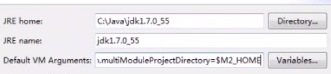 JRE home: C:\Java\jdk1.7.0_55 Directory...
JRE name: jdk1.7.0_55
Default VM Arguments: .multiModuleProjectDirectory=$M2_HOME Variables...